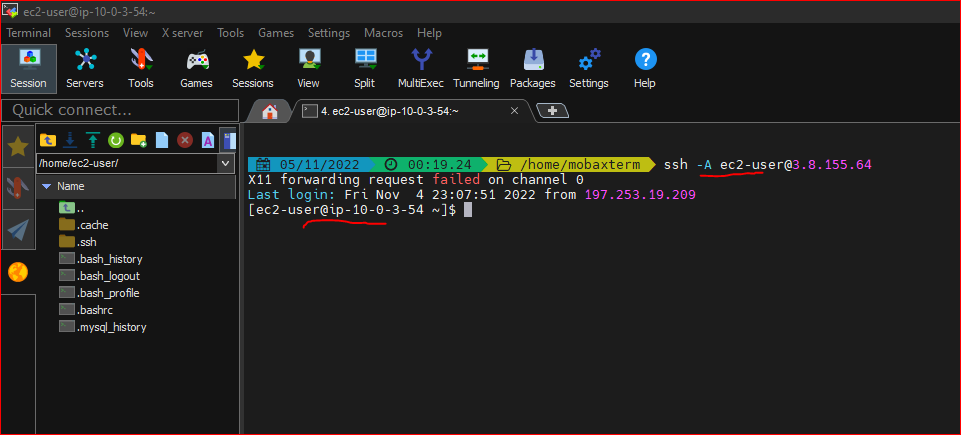 ec2-user@ip-10-0-3-54:~
Terminal Sessions View X server Tools Games Settings Macros Help
Session Servers Tools Games Sessions View Split MultiExec Tunneling Packages Settings Help
Quick connect...
4. ec2-user@ip-10-0-3-54:~
/home/ec2-user/
Name
..
.cache
.ssh
.bash_history
.bash_logout
.bash_profile
.bashrc
.mysql_history
05/11/2022 00:19.24 /home/mobaxterm ssh -A ec2-user@3.8.155.64
X11 forwarding request failed on channel 0
Last login: Fri Nov  4 23:07:51 2022 from 197.253.19.209
[ec2-user@ip-10-0-3-54 ~]$